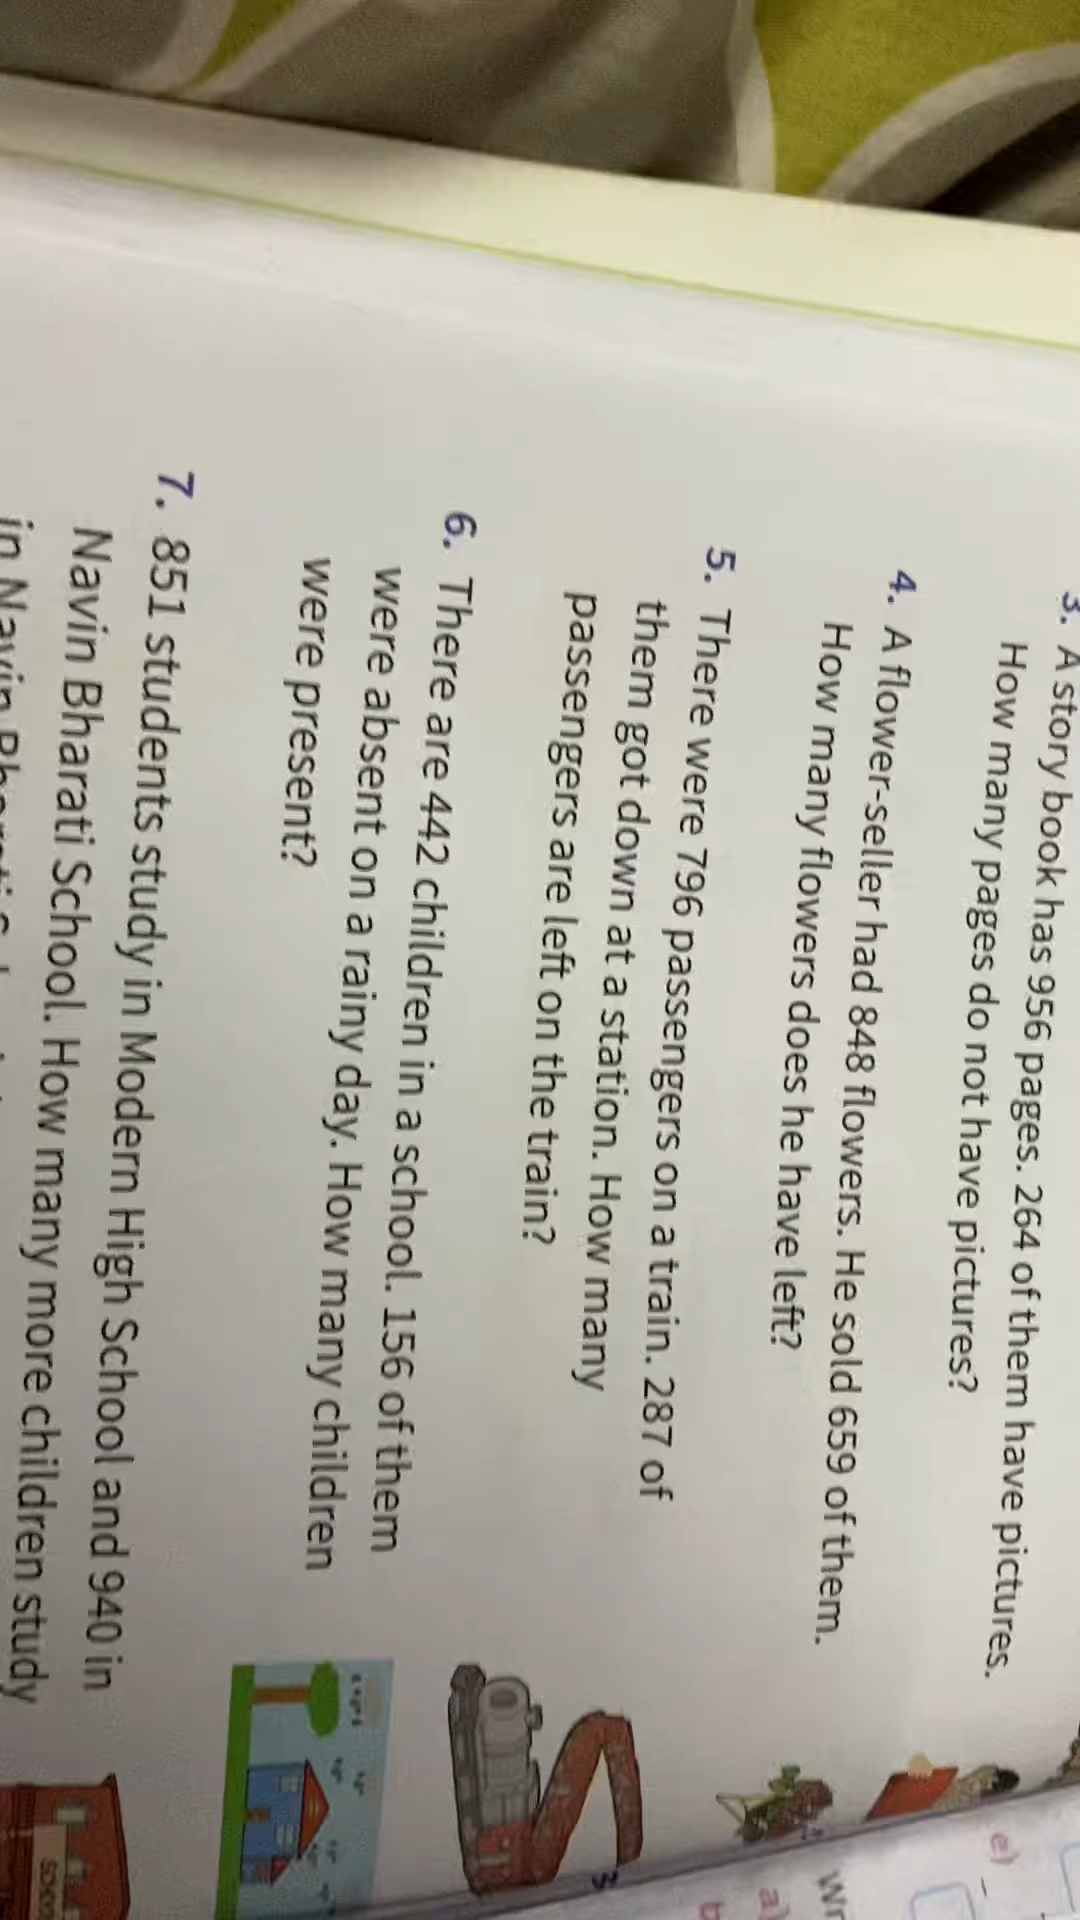 3. A story book has 956 pages. 264 of them have pictures.
How many pages do not have pictures?
4. A flower-seller had 848 flowers. He sold 659 of them.
How many flowers does he have left?
5. There were 796 passengers on a train. 287 of
them got down at a station. How many
passengers are left on the train?
6. There are 442 children in a school. 156 of them
were absent on a rainy day. How many children
were present?
7. 851 students study in Modern High School and 940 in
Navin Bharati School. How many more children study
in Navin
SCHOOL
e)
a)
b